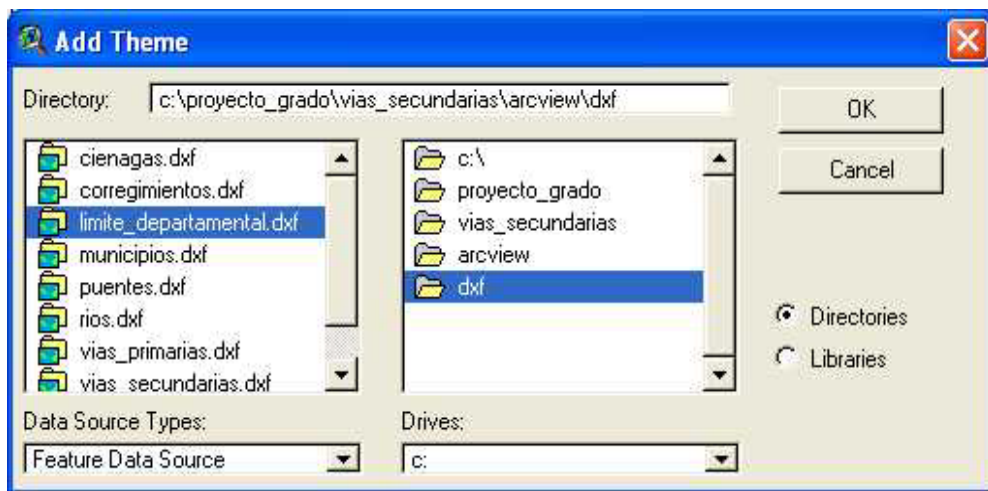 Add Theme
Directory: c:\proyecto_grado\vias_secundarias\arcview\dxf
OK
Cancel
cienagas.dxf
corregimientos.dxf
limite_departamental.dxf
municipios.dxf
puentes.dxf
rios.dxf
vias_primarias.dxf
vias_secundarias.dxf
c:\
proyecto_grado
vias_secundarias
arcview
dxf
Directories
Libraries
Data Source Types:
Feature Data Source
Drives:
c: